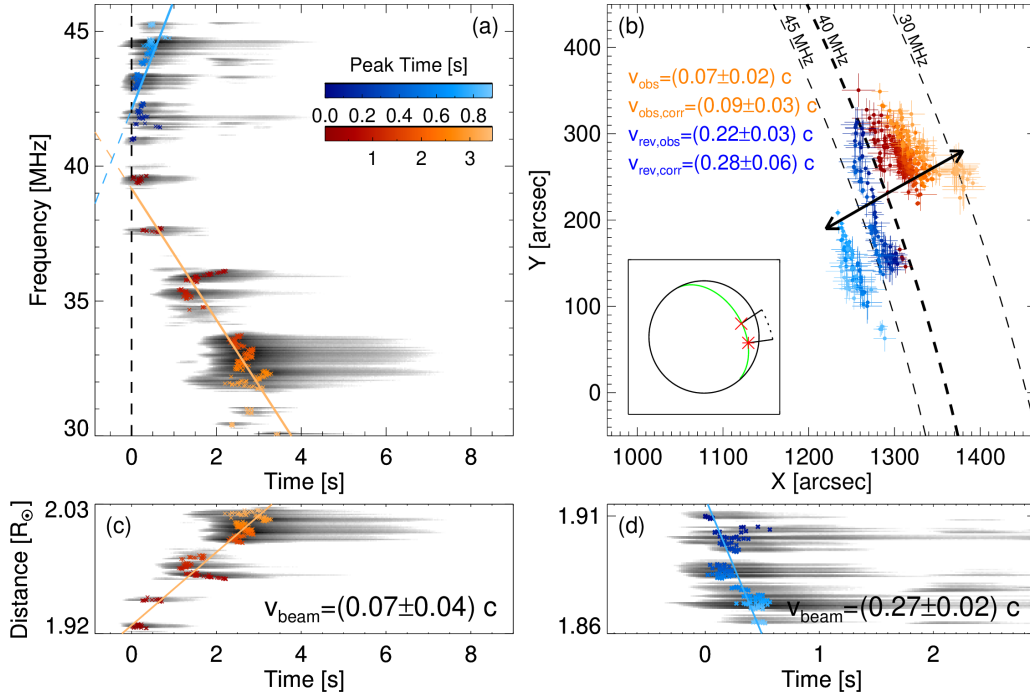 (a)
45
40
35
30
Frequency [MHz]
Peak Time [s]
0.0 0.2 0.4 0.6 0.8
1 2 3
0 2 4 6 8
Time [s]
(b)
45 MHz
40 MHz
30 MHz
v_obs=(0.07±0.02) c
v_obs,corr=(0.09±0.03) c
v_rev,obs=(0.22±0.03) c
v_rev,corr=(0.28±0.06) c
400
300
200
100
0
Y [arcsec]
1000 1100 1200 1300 1400
X [arcsec]
(c)
2.03
1.92
Distance [R☉]
v_beam=(0.07±0.04) c
0 2 4 6 8
Time [s]
(d)
1.91
1.86
v_beam=(0.27±0.02) c
0 1 2
Time [s]